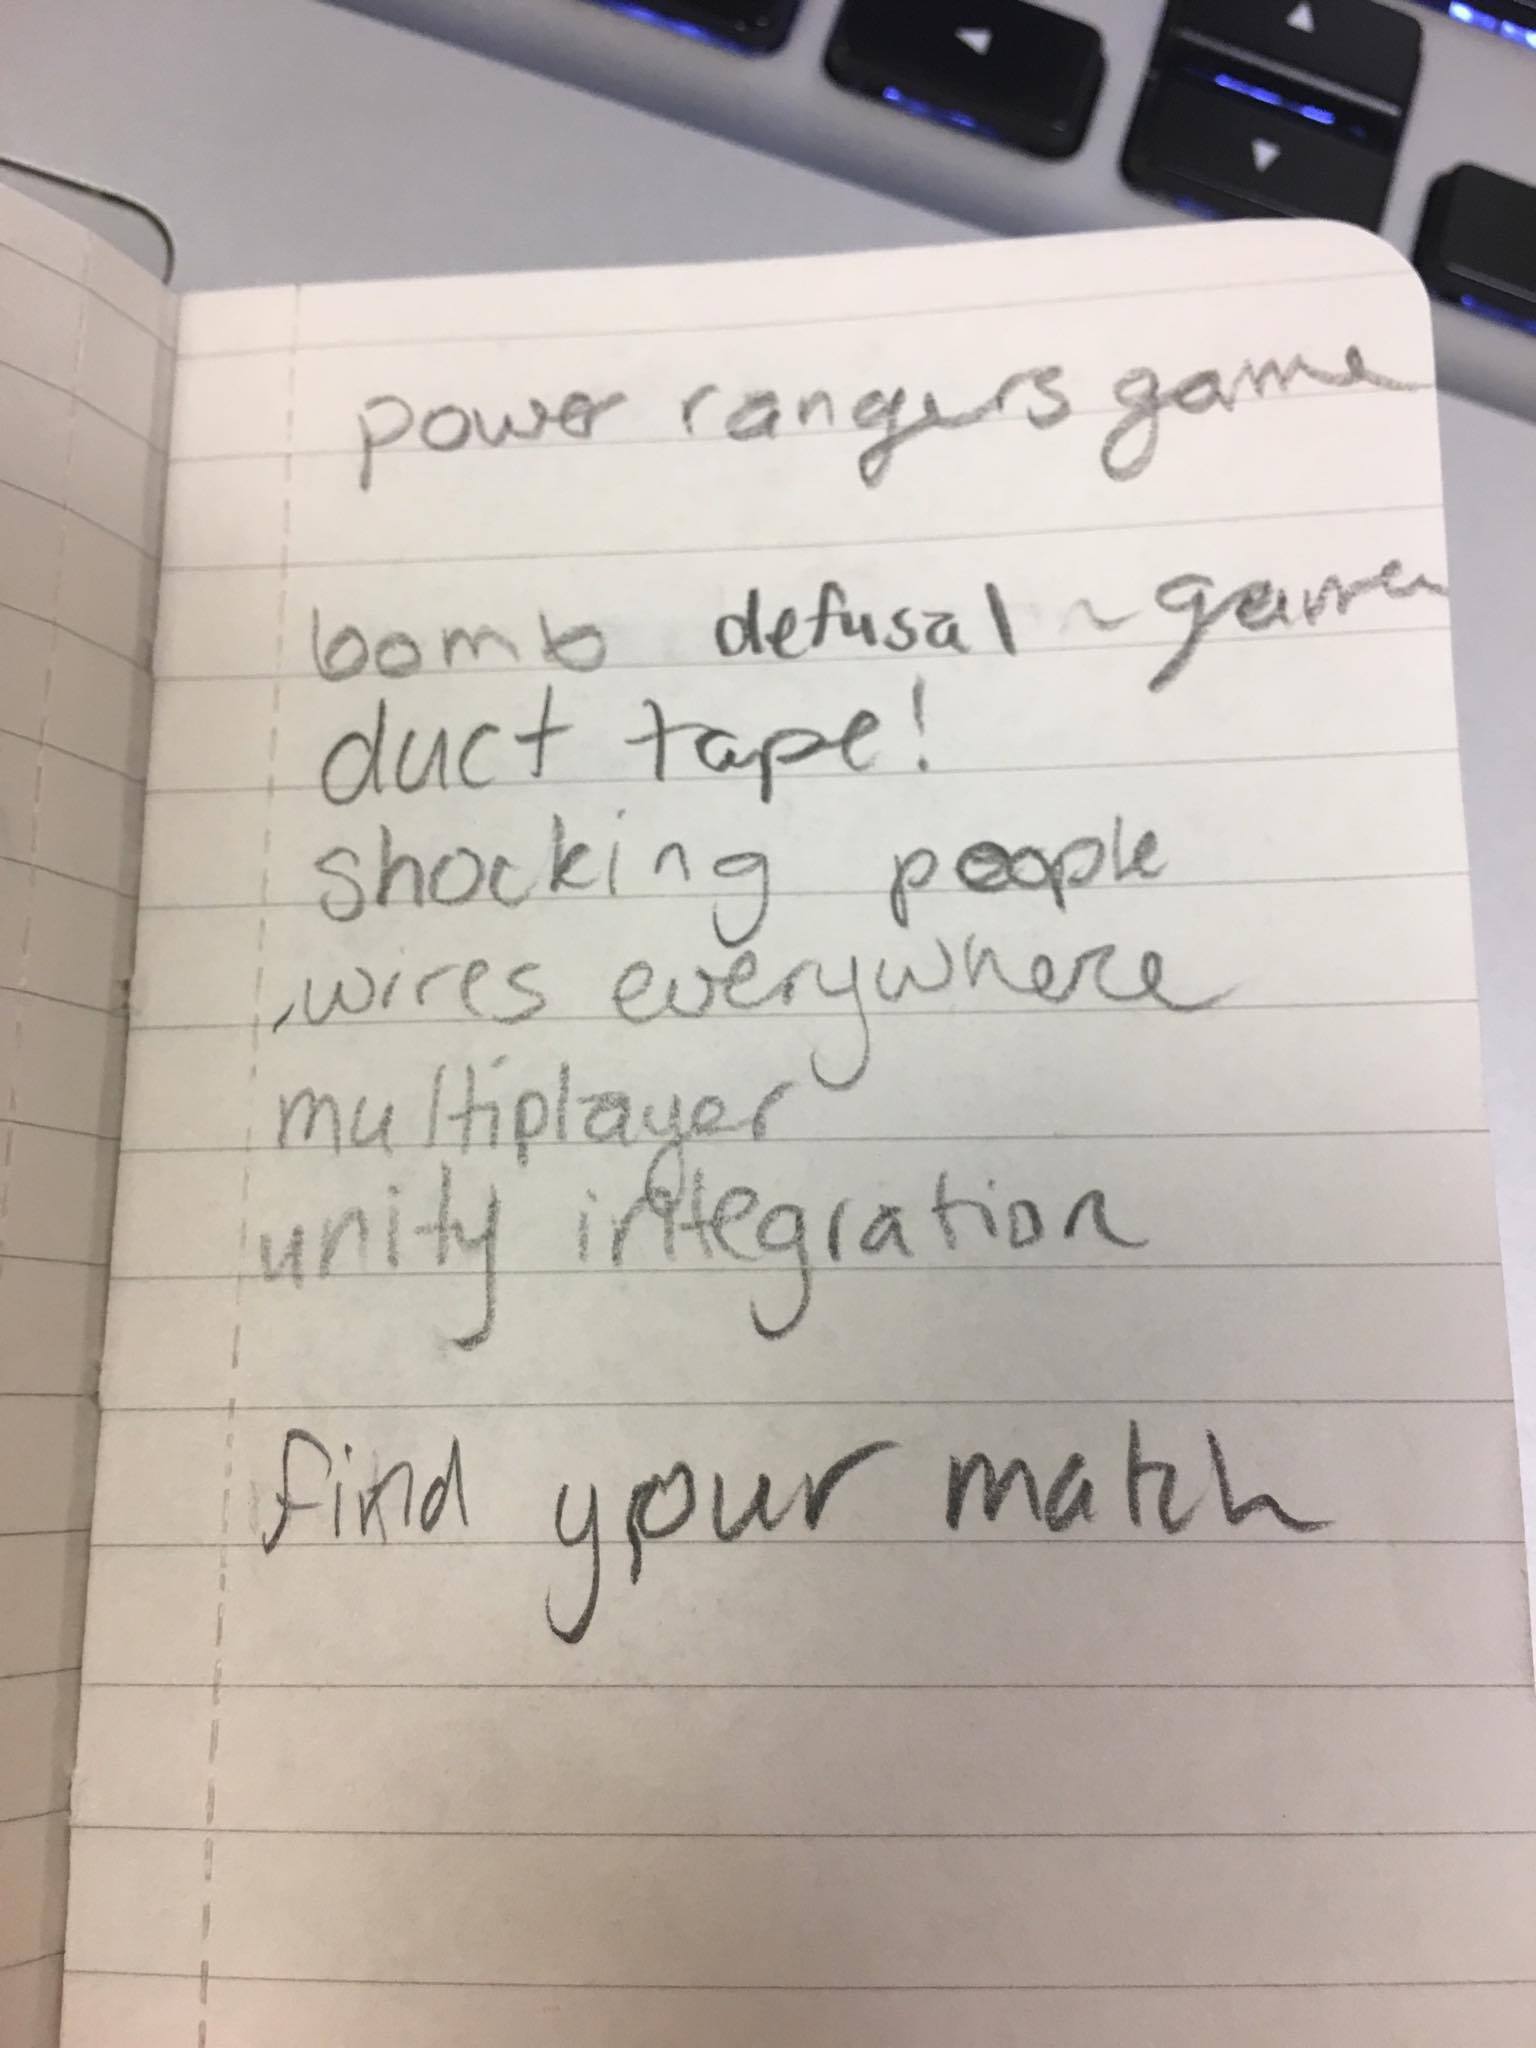 power rangers game
bomb defusal ~ game
duct tape!
shocking people
wires everywhere
multiplayer
unity integration
find your match